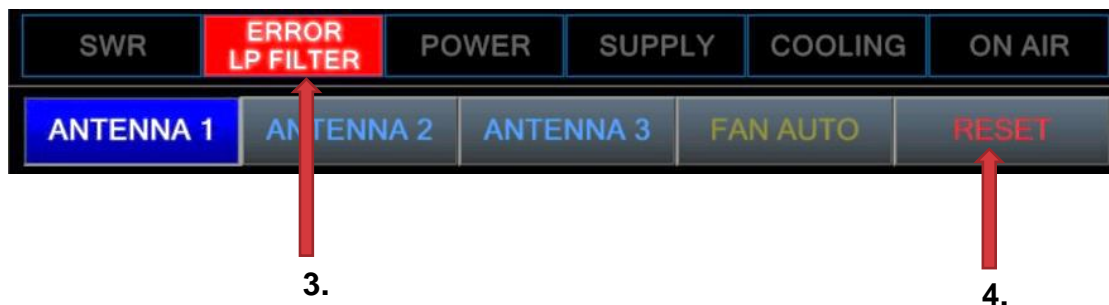 SWR
ERROR
LP FILTER
POWER
SUPPLY
COOLING
ON AIR
ANTENNA 1
ANTENNA 2
ANTENNA 3
FAN AUTO
RESET
3.
4.